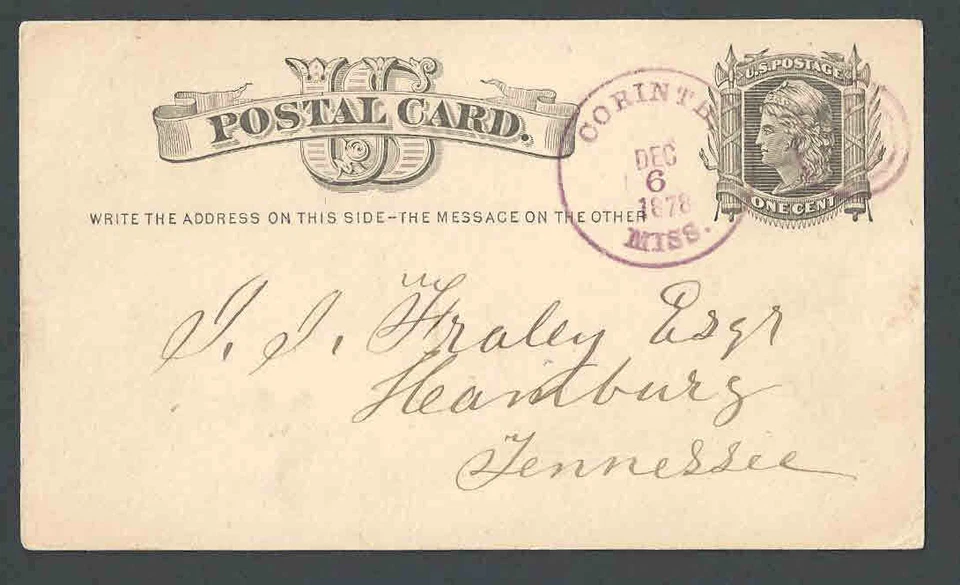 US
POSTAL CARD.
WRITE THE ADDRESS ON THIS SIDE–THE MESSAGE ON THE OTHER
CORINTH
DEC
6
1878
MISS.
U.S. POSTAGE
ONE CENT
J. J. Fraley Esqr
Hamburg
Tennessee